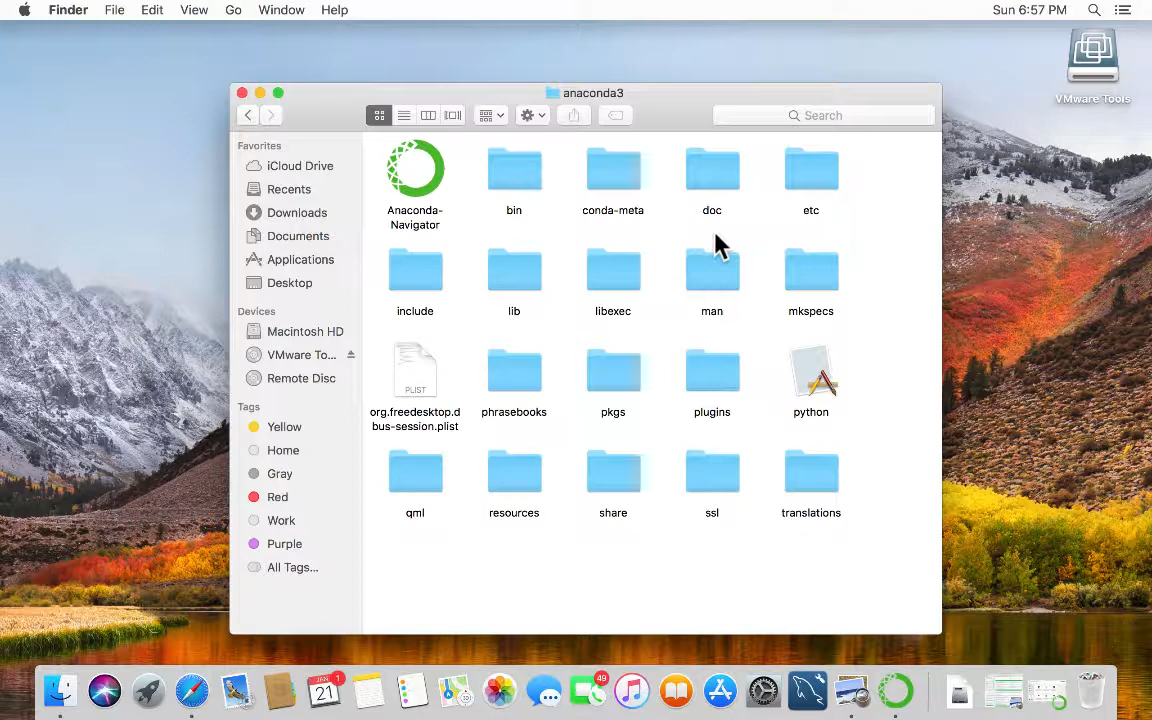 Finder File Edit View Go Window Help Sun 6:57 PM
VMware Tools
anaconda3
Search
Favorites
iCloud Drive
Recents
Downloads
Documents
Applications
Desktop
Devices
Macintosh HD
VMware To...
Remote Disc
Tags
Yellow
Home
Gray
Red
Work
Purple
All Tags...
Anaconda-
Navigator
bin
conda-meta
doc
etc
include
lib
libexec
man
mkspecs
PLIST
org.freedesktop.d
bus-session.plist
phrasebooks
pkgs
plugins
python
qml
resources
share
ssl
translations
21
1
49